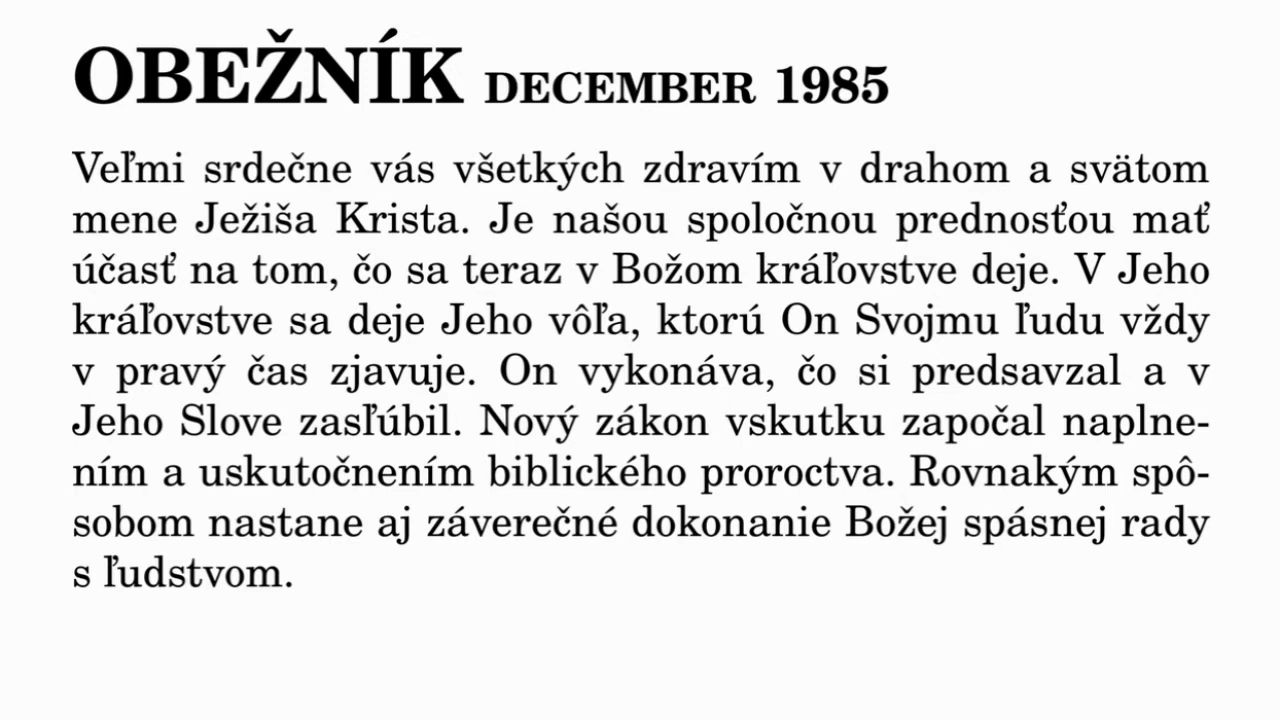 OBEŽNÍK DECEMBER 1985
Veľmi srdečne vás všetkých zdravím v drahom a svätom
mene Ježiša Krista. Je našou spoločnou prednosťou mať
účasť na tom, čo sa teraz v Božom kráľovstve deje. V Jeho
kráľovstve sa deje Jeho vôľa, ktorú On Svojmu ľudu vždy
v pravý čas zjavuje. On vykonáva, čo si predsavzal a v
Jeho Slove zasľúbil. Nový zákon vskutku započal naplne-
ním a uskutočnením biblického proroctva. Rovnakým spô-
sobom nastane aj záverečné dokonanie Božej spásnej rady
s ľudstvom.